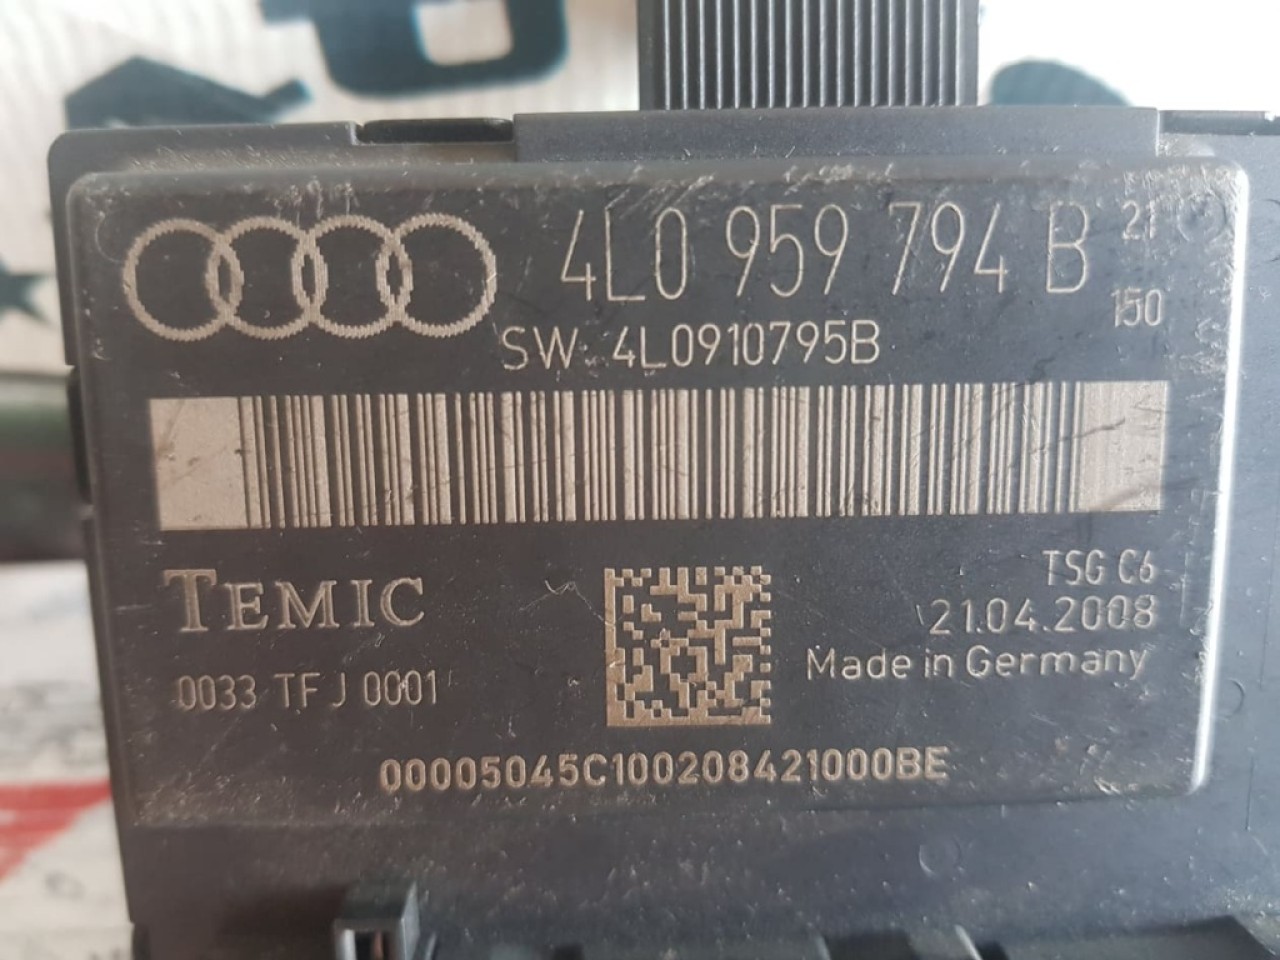 4L0 959 794 B 21
150
SW: 4L0910795B
TEMIC
TSG C6
21.04.2008
Made in Germany
0033 TFJ 0001
00005045C100208421000BE